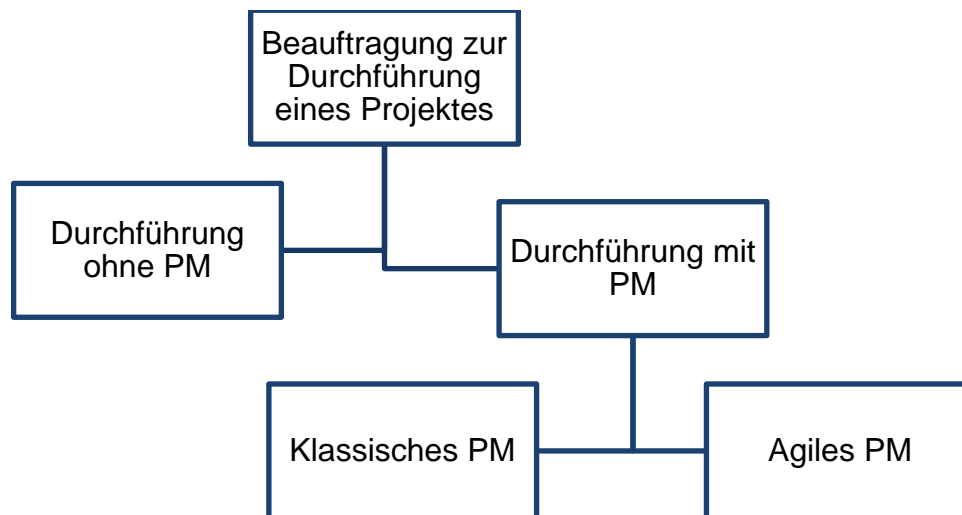 Beauftragung zur
Durchführung
eines Projektes
Durchführung
ohne PM
Durchführung mit
PM
Klassisches PM
Agiles PM